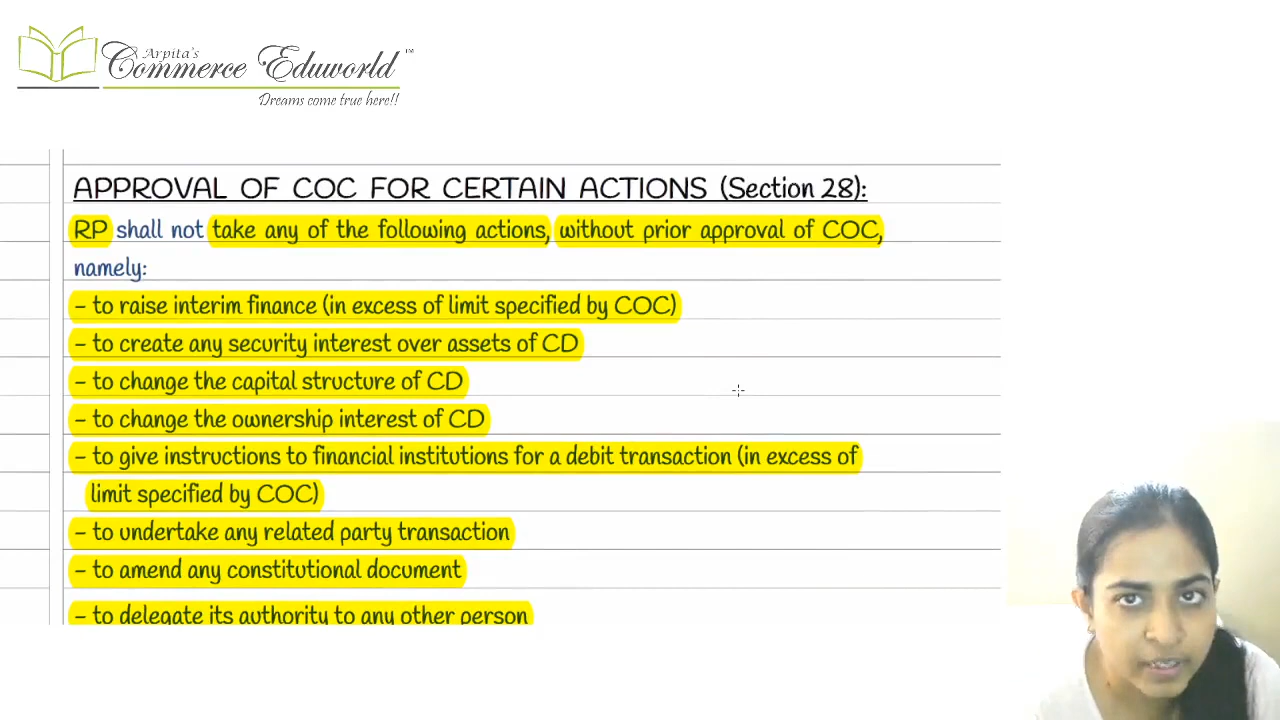 Arpita's
Commerce Eduworld™
Dreams come true here!!
APPROVAL OF COC FOR CERTAIN ACTIONS (Section 28):
RP shall not take any of the following actions, without prior approval of COC,
namely:
- to raise interim finance (in excess of limit specified by COC)
- to create any security interest over assets of CD
- to change the capital structure of CD
- to change the ownership interest of CD
- to give instructions to financial institutions for a debit transaction (in excess of
limit specified by COC)
- to undertake any related party transaction
- to amend any constitutional document
- to delegate its authority to any other person